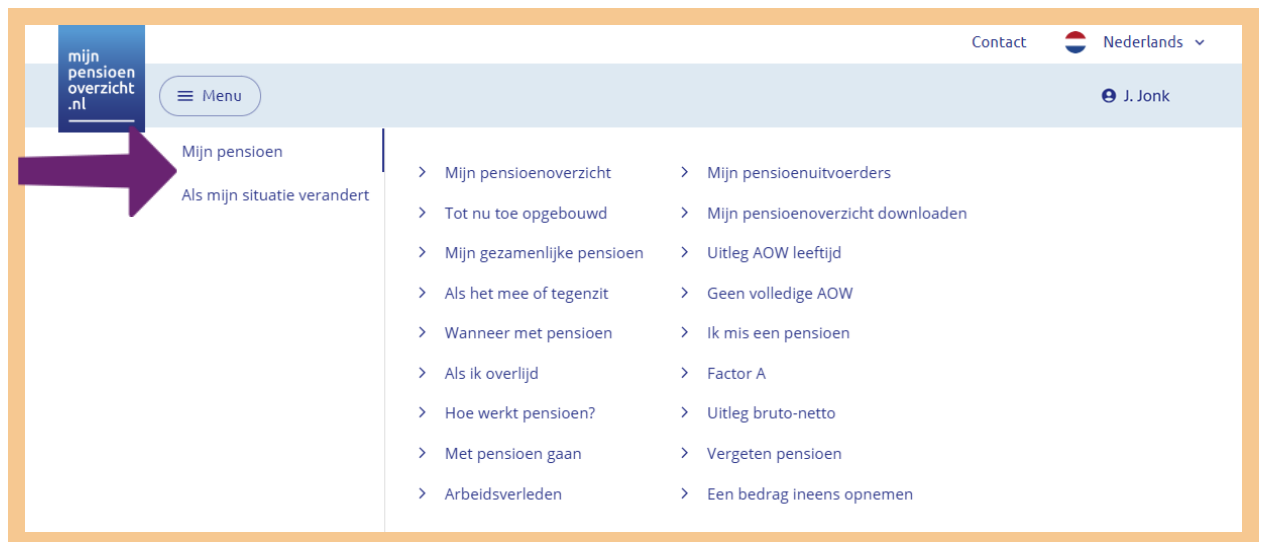 Contact
Nederlands
mijn
pensioen
overzicht
.nl
Menu
J. Jonk
Mijn pensioen
Als mijn situatie verandert
Mijn pensioenoverzicht
Tot nu toe opgebouwd
Mijn gezamenlijke pensioen
Als het mee of tegenzit
Wanneer met pensioen
Als ik overlijd
Hoe werkt pensioen?
Met pensioen gaan
Arbeidsverleden
Mijn pensioenuitvoerders
Mijn pensioenoverzicht downloaden
Uitleg AOW leeftijd
Geen volledige AOW
Ik mis een pensioen
Factor A
Uitleg bruto-netto
Vergeten pensioen
Een bedrag ineens opnemen